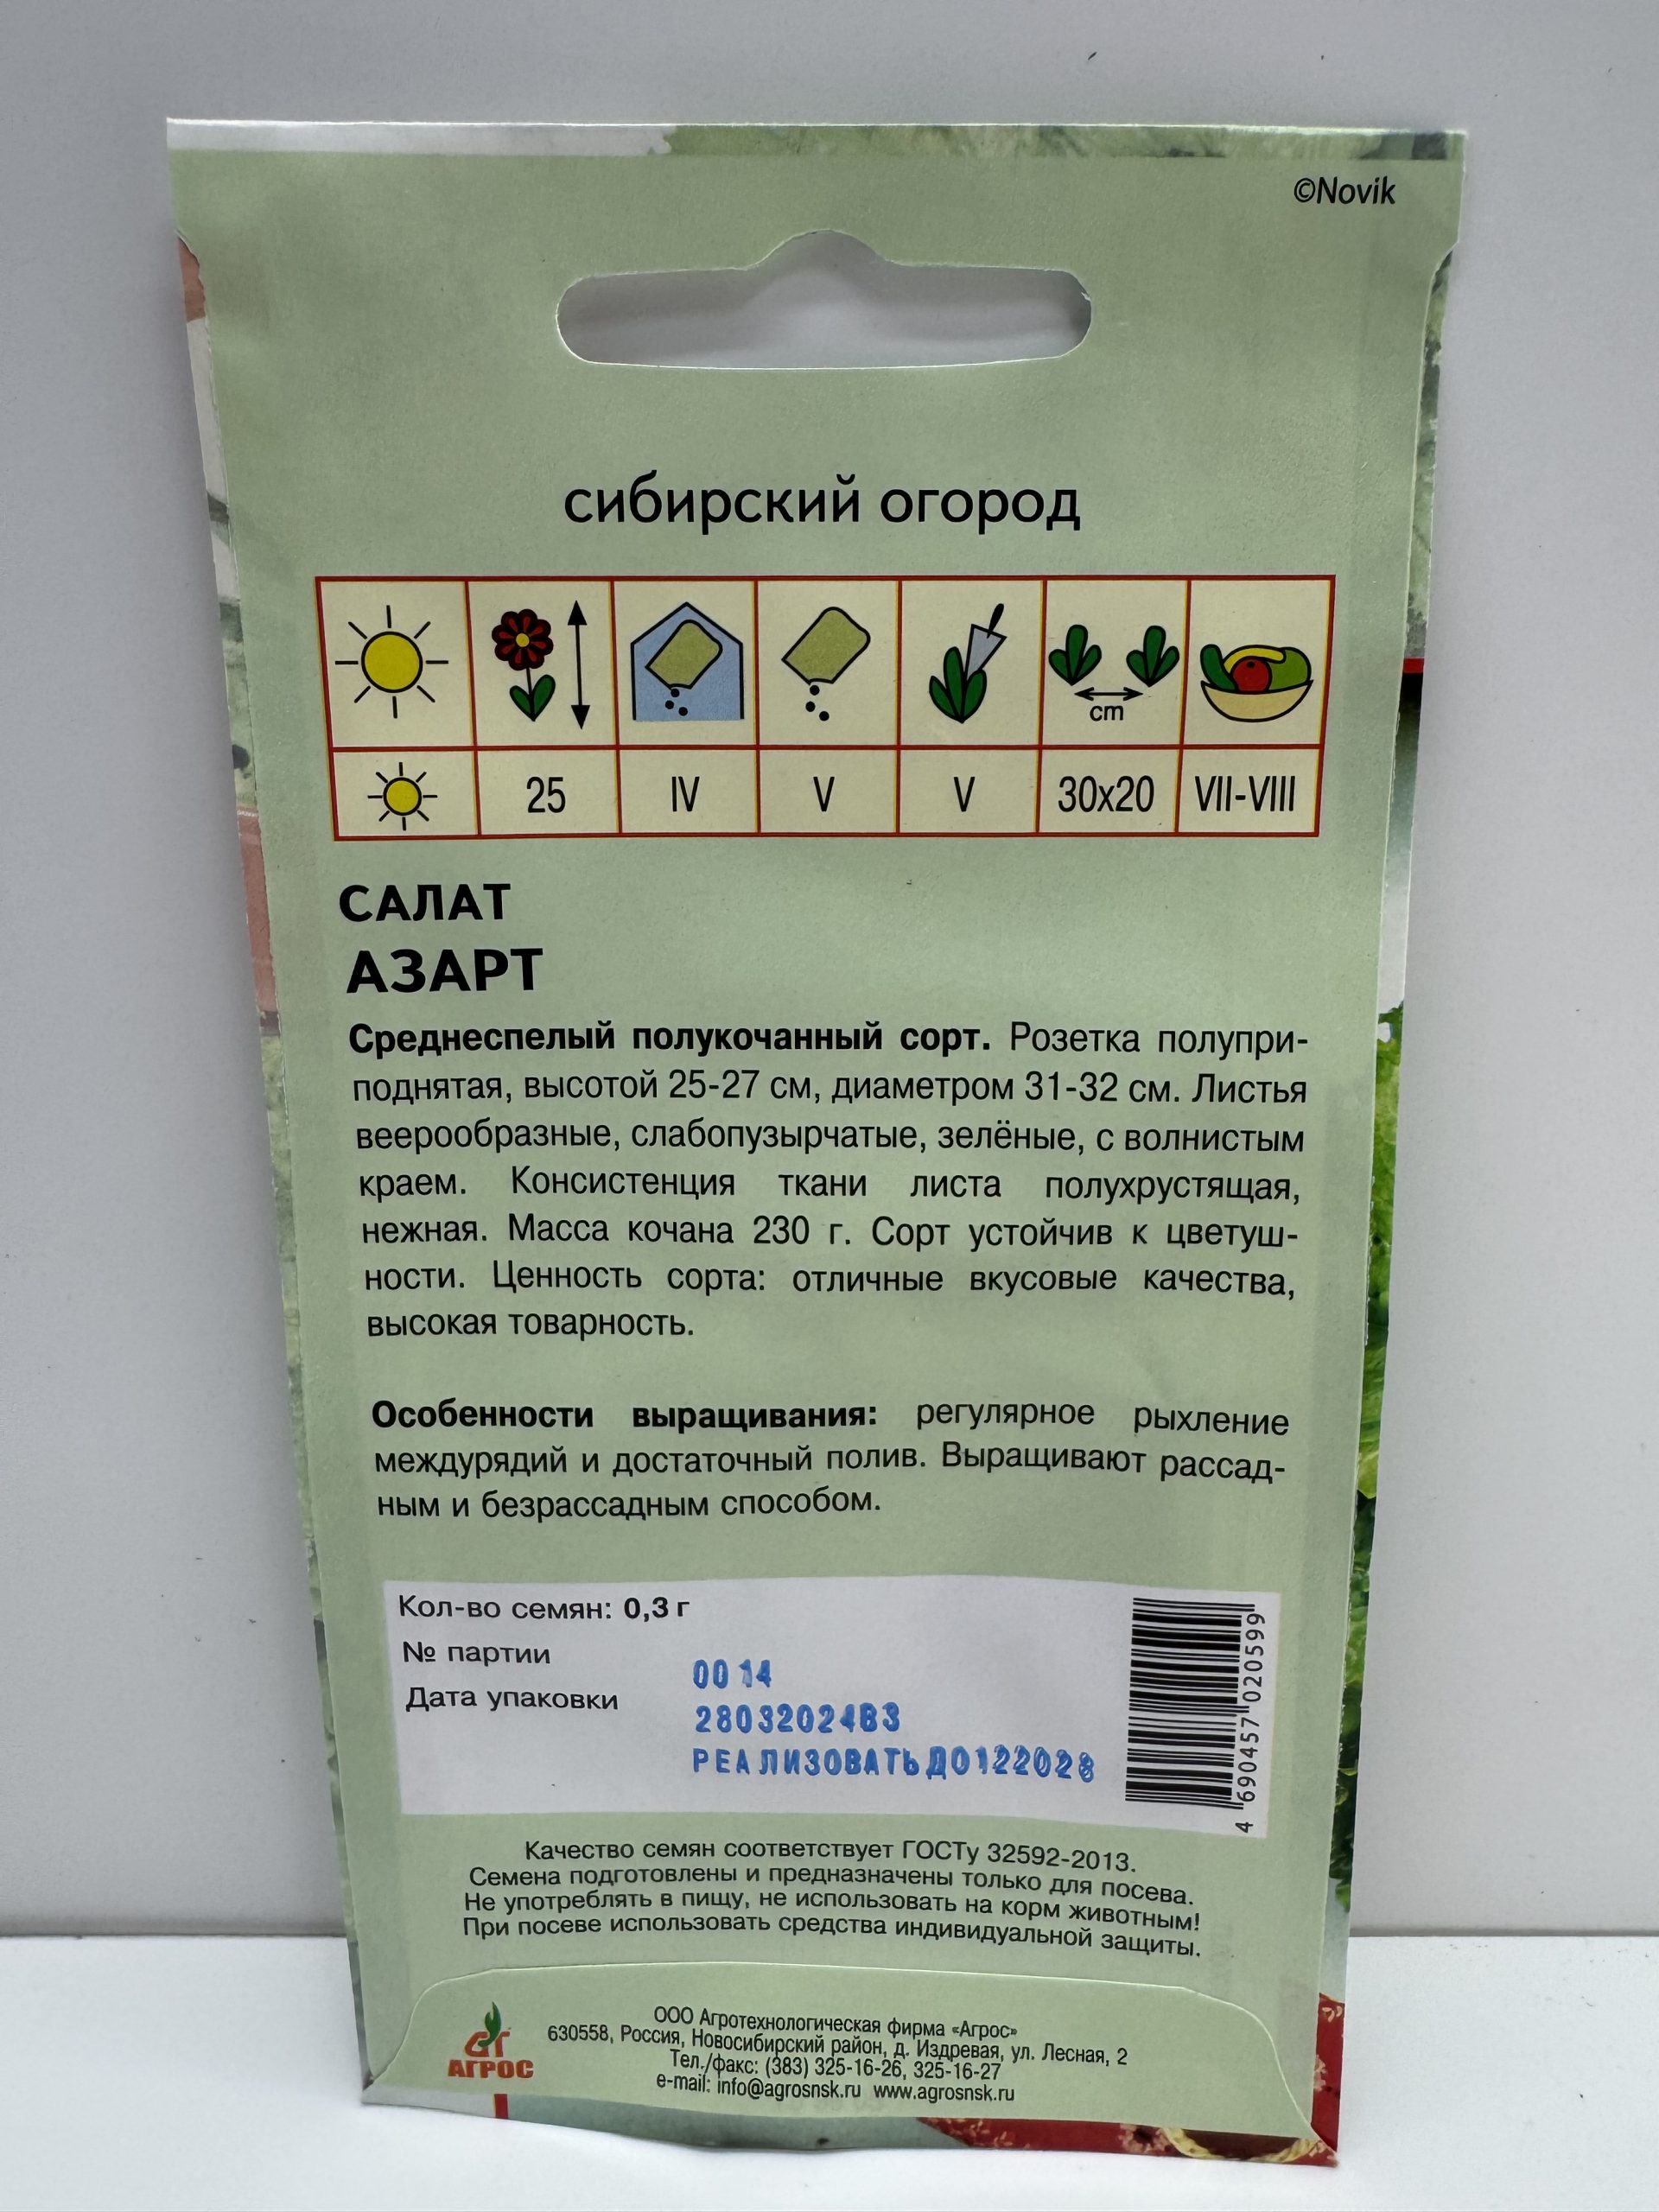 ©Novik
сибирский огород
cm
25 IV V V 30x20 VII-VIII
САЛАТ
АЗАРТ
Среднеспелый полукочанный сорт. Розетка полупри-
поднятая, высотой 25-27 см, диаметром 31-32 см. Листья
веерообразные, слабопузырчатые, зелёные, с волнистым
краем. Консистенция ткани листа полухрустящая,
нежная. Масса кочана 230 г. Сорт устойчив к цветуш-
ности. Ценность сорта: отличные вкусовые качества,
высокая товарность.
Особенности выращивания: регулярное рыхление
междурядий и достаточный полив. Выращивают рассад-
ным и безрассадным способом.
Кол-во семян: 0,3 г
№ партии
0014
Дата упаковки
28032024В3
РЕАЛИЗОВАТЬ ДО122028
4 690457 020599
Качество семян соответствует ГОСТу 32592-2013.
Семена подготовлены и предназначены только для посева.
Не употреблять в пищу, не использовать на корм животным!
При посеве использовать средства индивидуальной защиты.
АГРОС
ООО Агротехнологическая фирма «Агрос»
630558, Россия, Новосибирский район, д. Издревая, ул. Лесная, 2
Тел./факс: (383) 325-16-26, 325-16-27
e-mail: info@agrosnsk.ru www.agrosnsk.ru